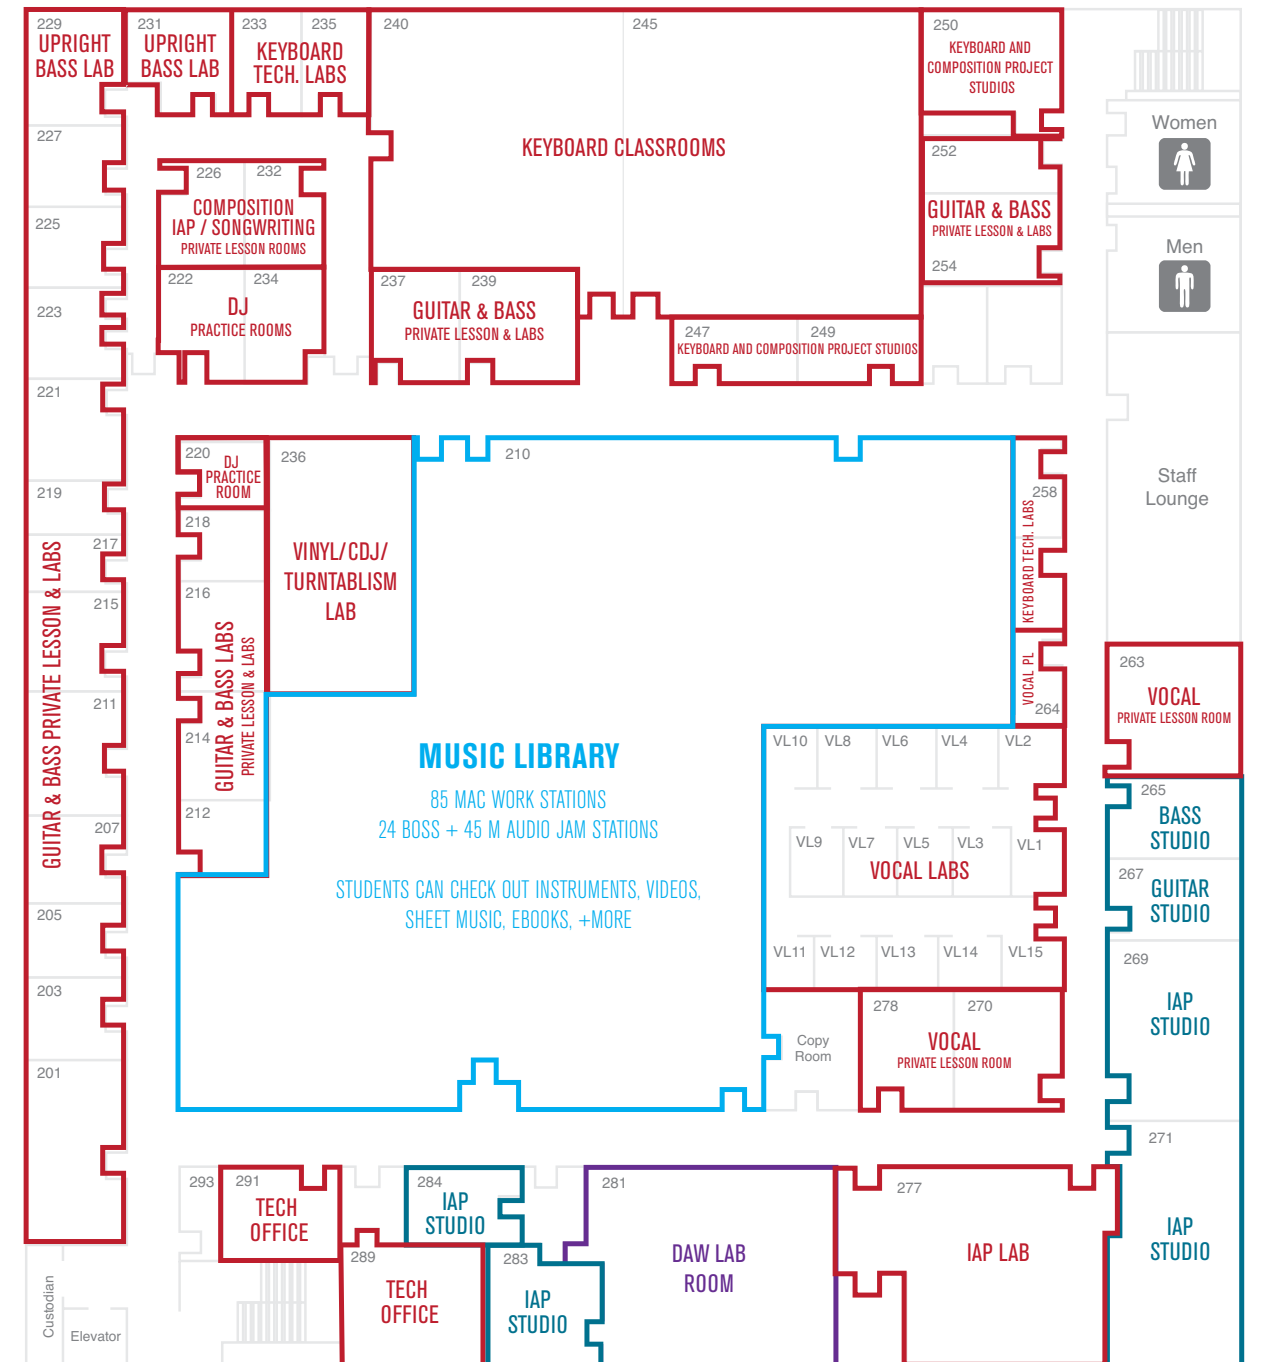 229
UPRIGHT
BASS LAB
231
UPRIGHT
BASS LAB
233
235
KEYBOARD
TECH. LABS
240
245
KEYBOARD CLASSROOMS
250
KEYBOARD AND
COMPOSITION PROJECT
STUDIOS
Women
227
226
232
COMPOSITION
IAP / SONGWRITING
PRIVATE LESSON ROOMS
252
GUITAR & BASS
PRIVATE LESSON & LABS
254
225
Men
223
222
234
DJ
PRACTICE ROOMS
237
239
GUITAR & BASS
PRIVATE LESSON & LABS
247
249
KEYBOARD AND COMPOSITION PROJECT STUDIOS
221
220
DJ
PRACTICE
ROOM
236
VINYL/CDJ/
TURNTABLISM
LAB
210
258
KEYBOARD TECH. LABS
Staff
Lounge
219
218
217
216
215
GUITAR & BASS PRIVATE LESSON & LABS
GUITAR & BASS LABS
PRIVATE LESSON & LABS
VOCAL PL
264
263
VOCAL
PRIVATE LESSON ROOM
211
214
MUSIC LIBRARY
85 MAC WORK STATIONS
24 BOSS + 45 M AUDIO JAM STATIONS
STUDENTS CAN CHECK OUT INSTRUMENTS, VIDEOS,
SHEET MUSIC, EBOOKS, +MORE
VL10
VL8
VL6
VL4
VL2
VL9
VL7
VL5
VL3
VL1
VOCAL LABS
VL11
VL12
VL13
VL14
VL15
265
BASS
STUDIO
212
207
267
GUITAR
STUDIO
205
269
IAP
STUDIO
203
278
270
VOCAL
PRIVATE LESSON ROOM
Copy
Room
201
271
IAP
STUDIO
293
291
TECH
OFFICE
284
IAP
STUDIO
281
DAW LAB
ROOM
277
IAP LAB
289
TECH
OFFICE
283
IAP
STUDIO
Custodian
Elevator